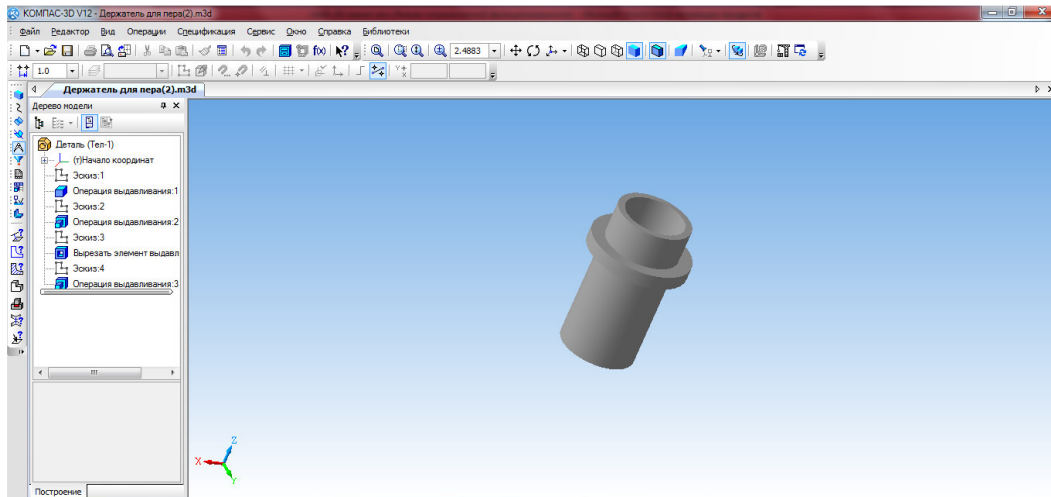 КОМПАС-3D V12 - Держатель для пера(2).m3d
Файл Редактор Вид Операции Спецификация Сервис Окно Справка Библиотеки
2.4883
1.0
Держатель для пера(2).m3d
Дерево модели
Деталь (Тел-1)
(т)Начало координат
Эскиз:1
Операция выдавливания:1
Эскиз:2
Операция выдавливания:2
Эскиз:3
Вырезать элемент выдавл
Эскиз:4
Операция выдавливания:3
Z
X
Y
Построение